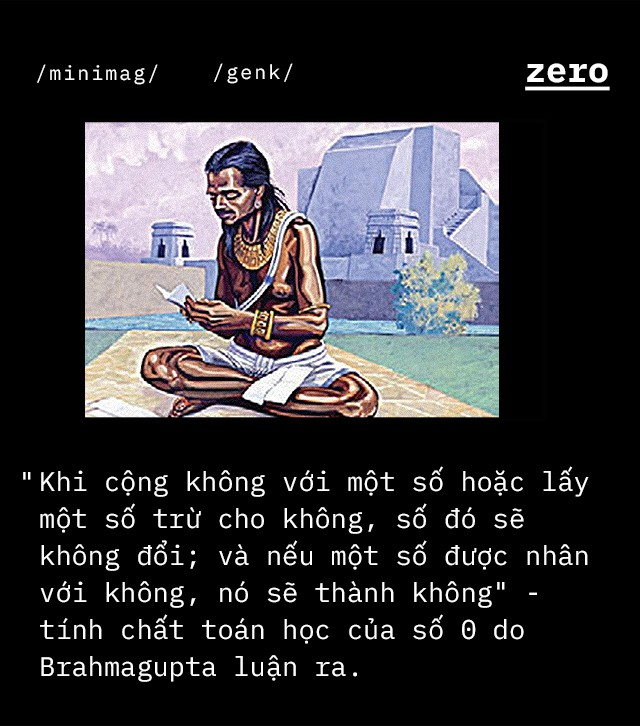 /minimag/ /genk/ zero
"Khi cộng không với một số hoặc lấy
một số trừ cho không, số đó sẽ
không đổi; và nếu một số được nhân
với không, nó sẽ thành không" -
tính chất toán học của số 0 do
Brahmagupta luận ra.